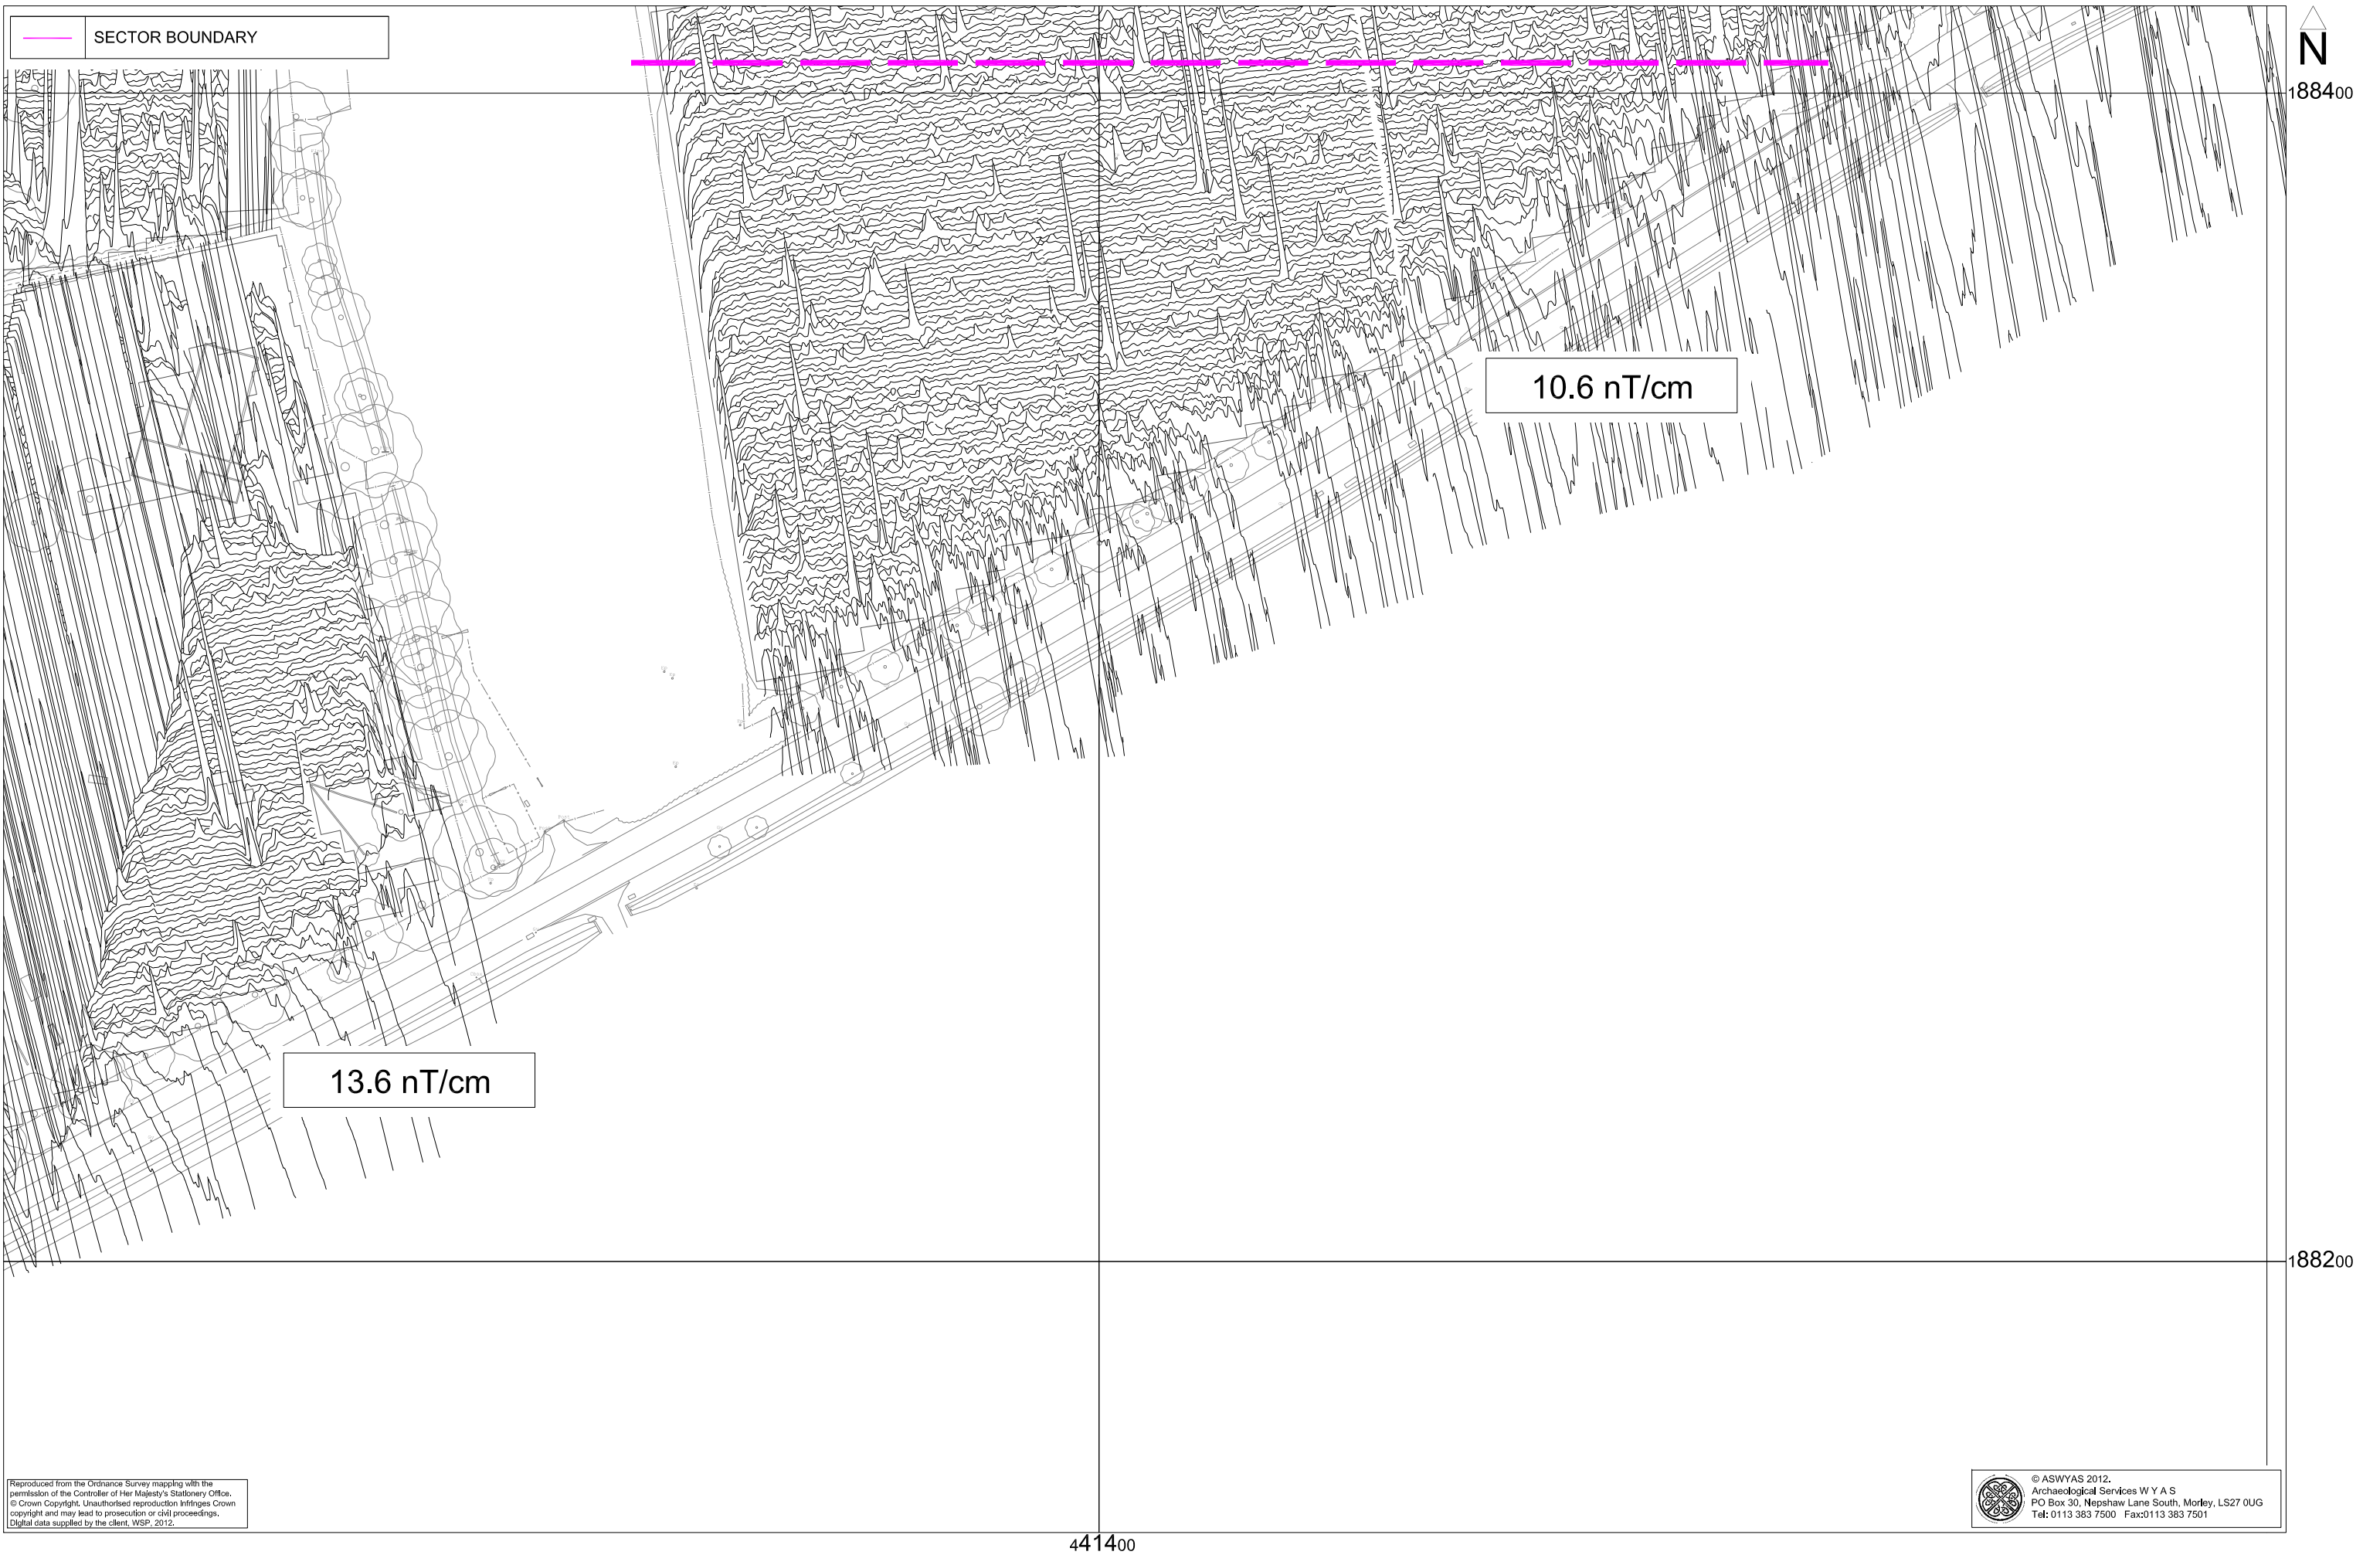 SECTOR BOUNDARY
N
188400
10.6 nT/cm
13.6 nT/cm
188200
Reproduced from the Ordnance Survey mapping with the
permission of the Controller of Her Majesty's Stationery Office.
© Crown Copyright. Unauthorised reproduction infringes Crown
copyright and may lead to prosecution or civil proceedings.
Digital data supplied by the client, WSP, 2012.
© ASWYAS 2012.
Archaeological Services W Y A S
PO Box 30, Nepshaw Lane South, Morley, LS27 0UG
Tel: 0113 383 7500 Fax:0113 383 7501
441400